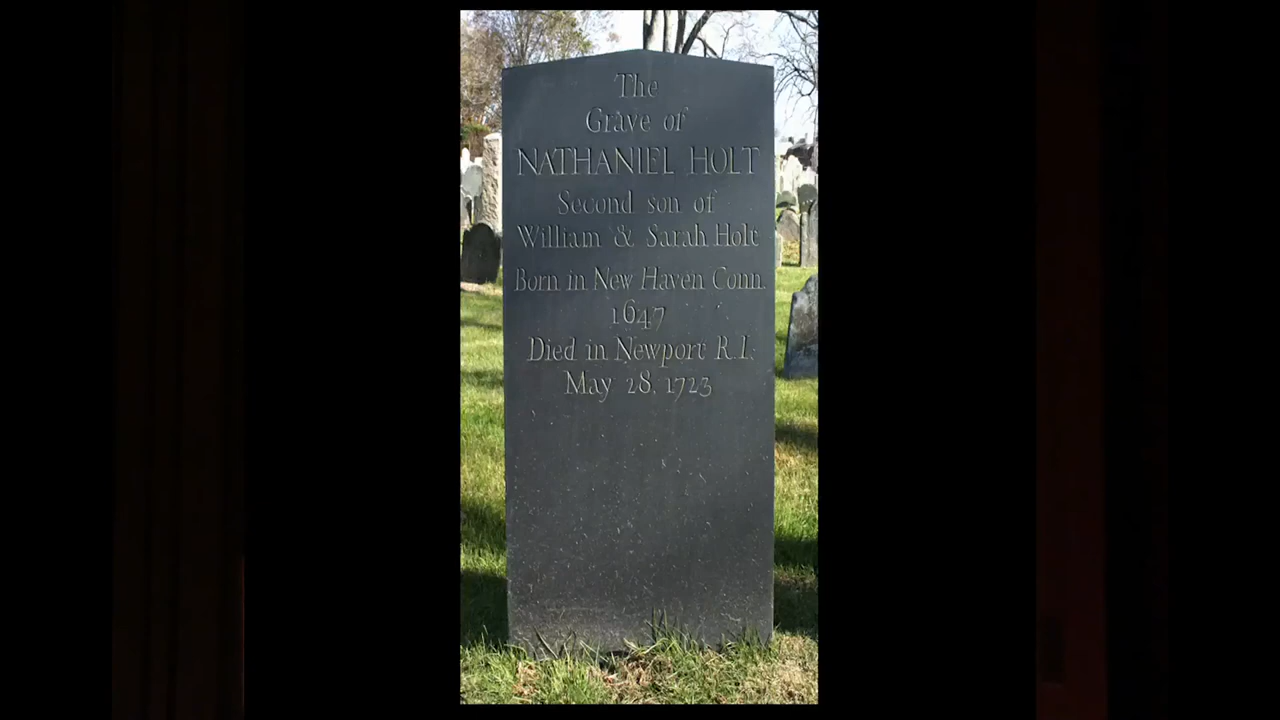 The
Grave of
NATHANIEL HOLT
Second son of
William & Sarah Holt
Born in New Haven Conn.
1647
Died in Newport R.I.
May 28, 1723